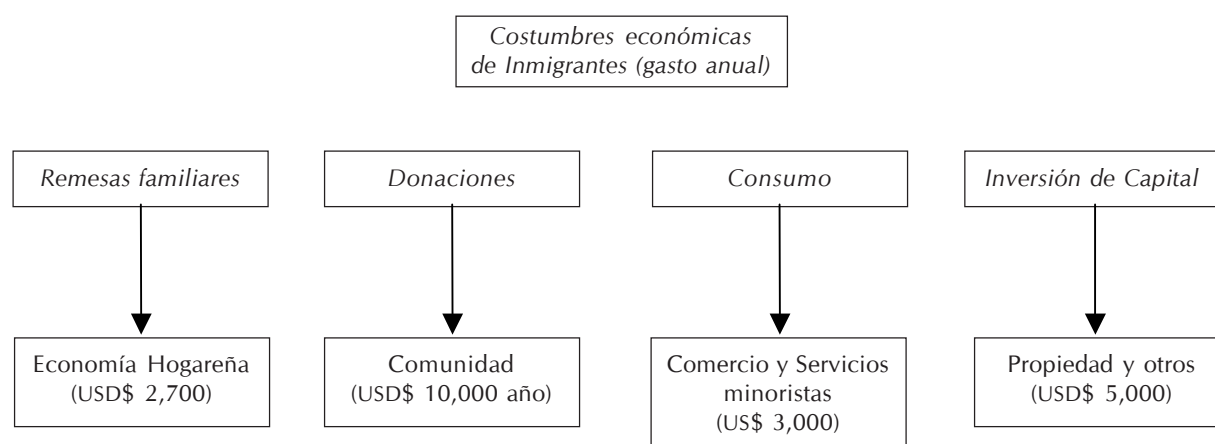 Costumbres económicas
de Inmigrantes (gasto anual)
Remesas familiares
Donaciones
Consumo
Inversión de Capital
Economía Hogareña
(USD$ 2,700)
Comunidad
(USD$ 10,000 año)
Comercio y Servicios
minoristas
(US$ 3,000)
Propiedad y otros
(USD$ 5,000)